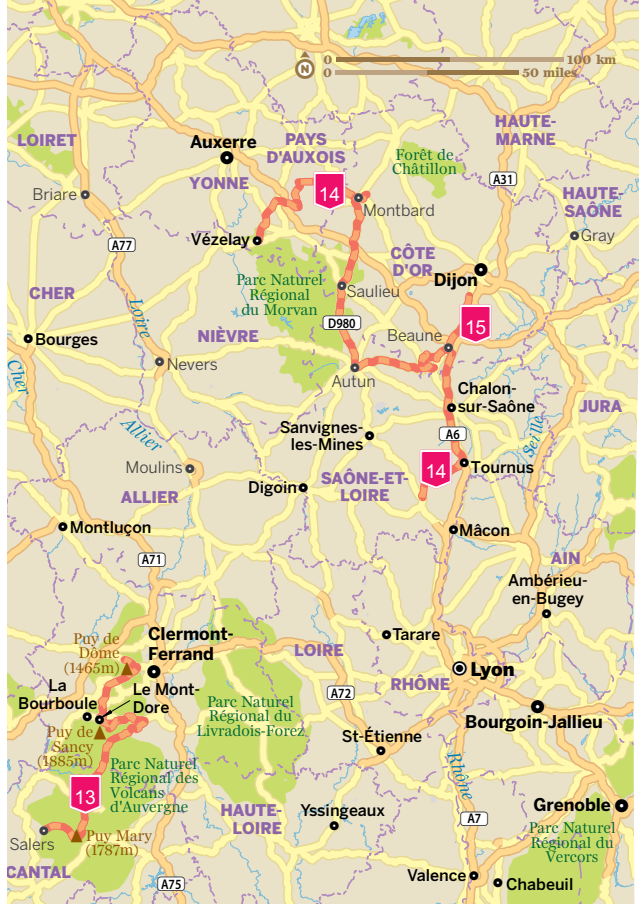 0 100 km
N
0 50 miles
HAUTE-
MARNE
LOIRET
Auxerre
PAYS
D'AUXOIS
Forêt de
Châtillon
YONNE
14
A31
Briare
Montbard
HAUTE-
SAÔNE
Vézelay
Gray
A77
CÔTE
D'OR
Dijon
Parc Naturel
Régional
du Morvan
Saulieu
CHER
Loire
15
D980
NIÈVRE
Beaune
Bourges
Nevers
Autun
Cher
Chalon-
sur-Saône
JURA
Allier
Sanvignes-
les-Mines
A6
Seille
Moulins
14
Tournus
Digoin
SAÔNE-ET-
LOIRE
ALLIER
Montluçon
Mâcon
A71
AIN
Ambérieu-
en-Bugey
Puy de
Dôme
(1465m)
Clermont-
Ferrand
Tarare
LOIRE
Lyon
La
Bourboule
Le Mont-
Dore
A72
RHÔNE
Parc Naturel
Régional du
Livradois-Forez
Bourgoin-Jallieu
Puy de
Sancy
(1885m)
St-Étienne
Parc Naturel
Régional des
Volcans
d'Auvergne
Rhône
13
HAUTE-
LOIRE
Yssingeaux
Grenoble
A7
Puy Mary
(1787m)
Salers
Parc Naturel
Régional du
Vercors
CANTAL
A75
Valence
Chabeuil